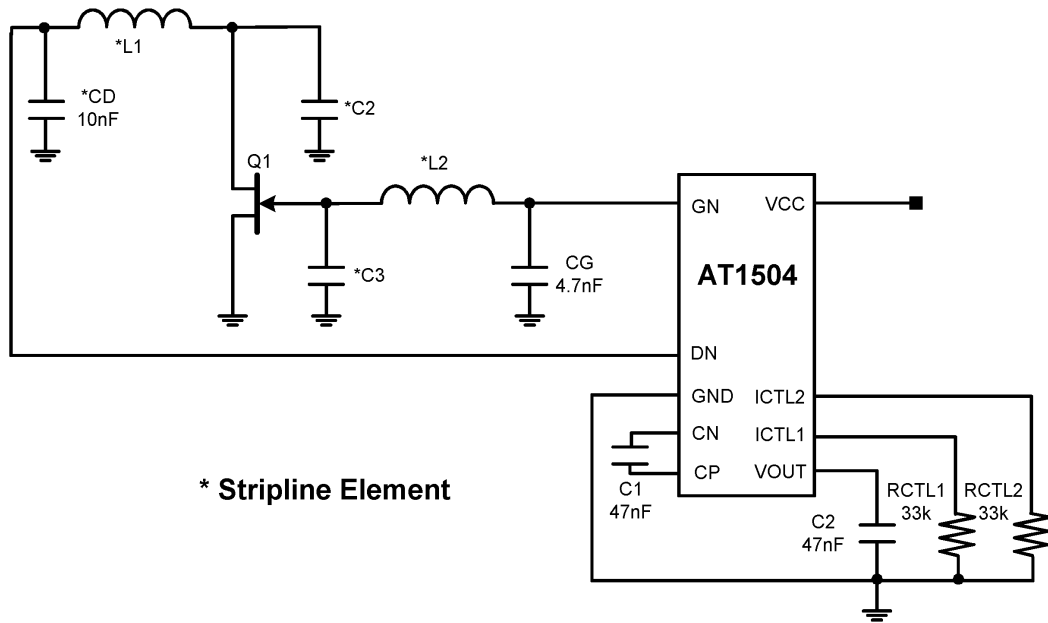 *L1
*CD
10nF
*C2
Q1
*L2
*C3
CG
4.7nF
GN
VCC
AT1504
DN
GND
ICTL2
CN
ICTL1
CP
VOUT
C1
47nF
C2
47nF
RCTL1
33k
RCTL2
33k
* Stripline Element